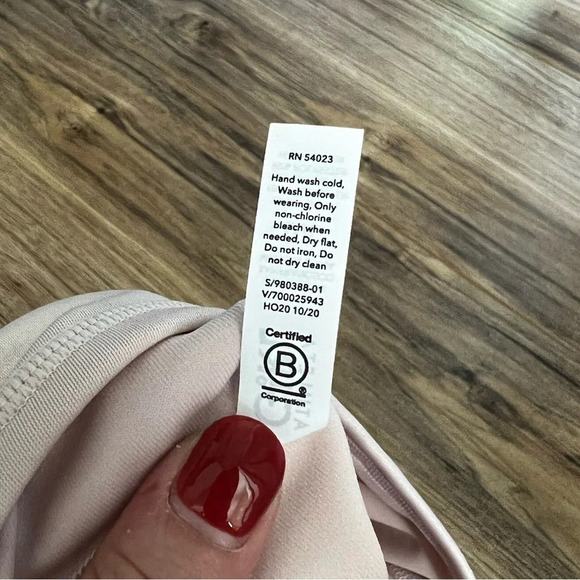 RN 54023
Hand wash cold,
Wash before
wearing, Only
non-chlorine
bleach when
needed, Dry flat,
Do not iron, Do
not dry clean
S/980388-01
V/700025943
HO20 10/20
Certified
B
®
Corporation